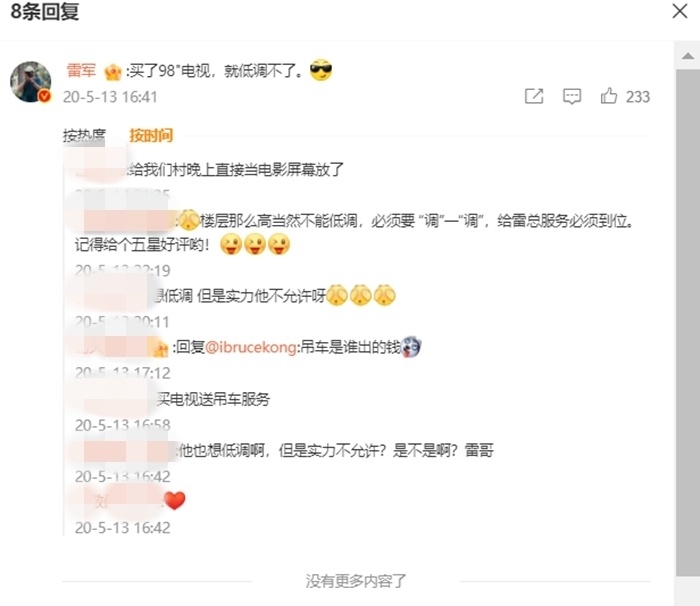 8条回复
雷军:买了98"电视，就低调不了。
20-5-13 16:41
233
按热度 按时间
给我们村晚上直接当电影屏幕放了
:楼层那么高当然不能低调，必须要 “调”一“调”，给雷总服务必须到位。
记得给个五星好评哟！
20-5-13 22:19
想低调 但是实力他不允许呀
20-5-13 20:11
:回复@ibrucekong:吊车是谁出的钱
20-5-13 17:12
买电视送吊车服务
20-5-13 16:58
:他也想低调啊，但是实力不允许？是不是啊？雷哥
20-5-13 16:42
20-5-13 16:42
没有更多内容了